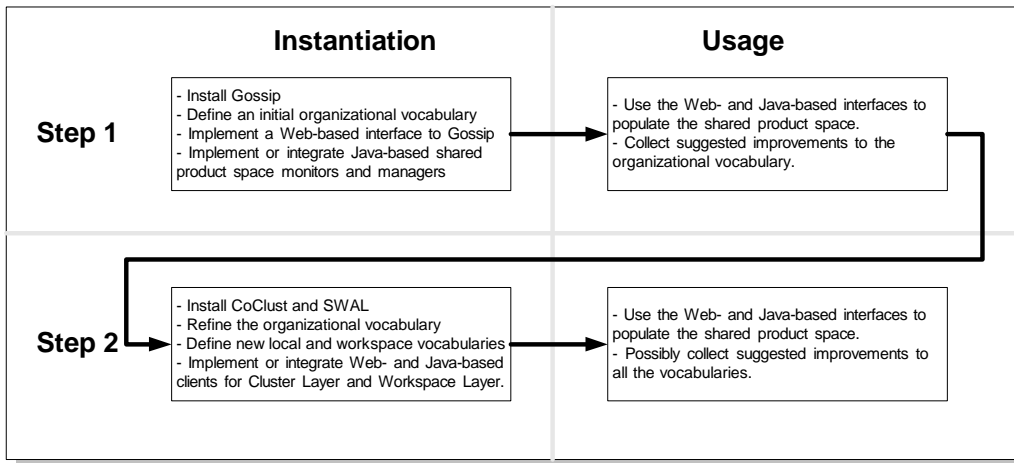 Instantiation
Usage
Step 1
- Install Gossip
- Define an initial organizational vocabulary
- Implement a Web-based interface to Gossip
- Implement or integrate Java-based shared
product space monitors and managers
- Use the Web- and Java-based interfaces to
populate the shared product space.
- Collect suggested improvements to the
organizational vocabulary.
Step 2
- Install CoClust and SWAL
- Refine the organizational vocabulary
- Define new local and workspace vocabularies
- Implement or integrate Web- and Java-based
clients for Cluster Layer and Workspace Layer.
- Use the Web- and Java-based interfaces to
populate the shared product space.
- Possibly collect suggested improvements to
all the vocabularies.